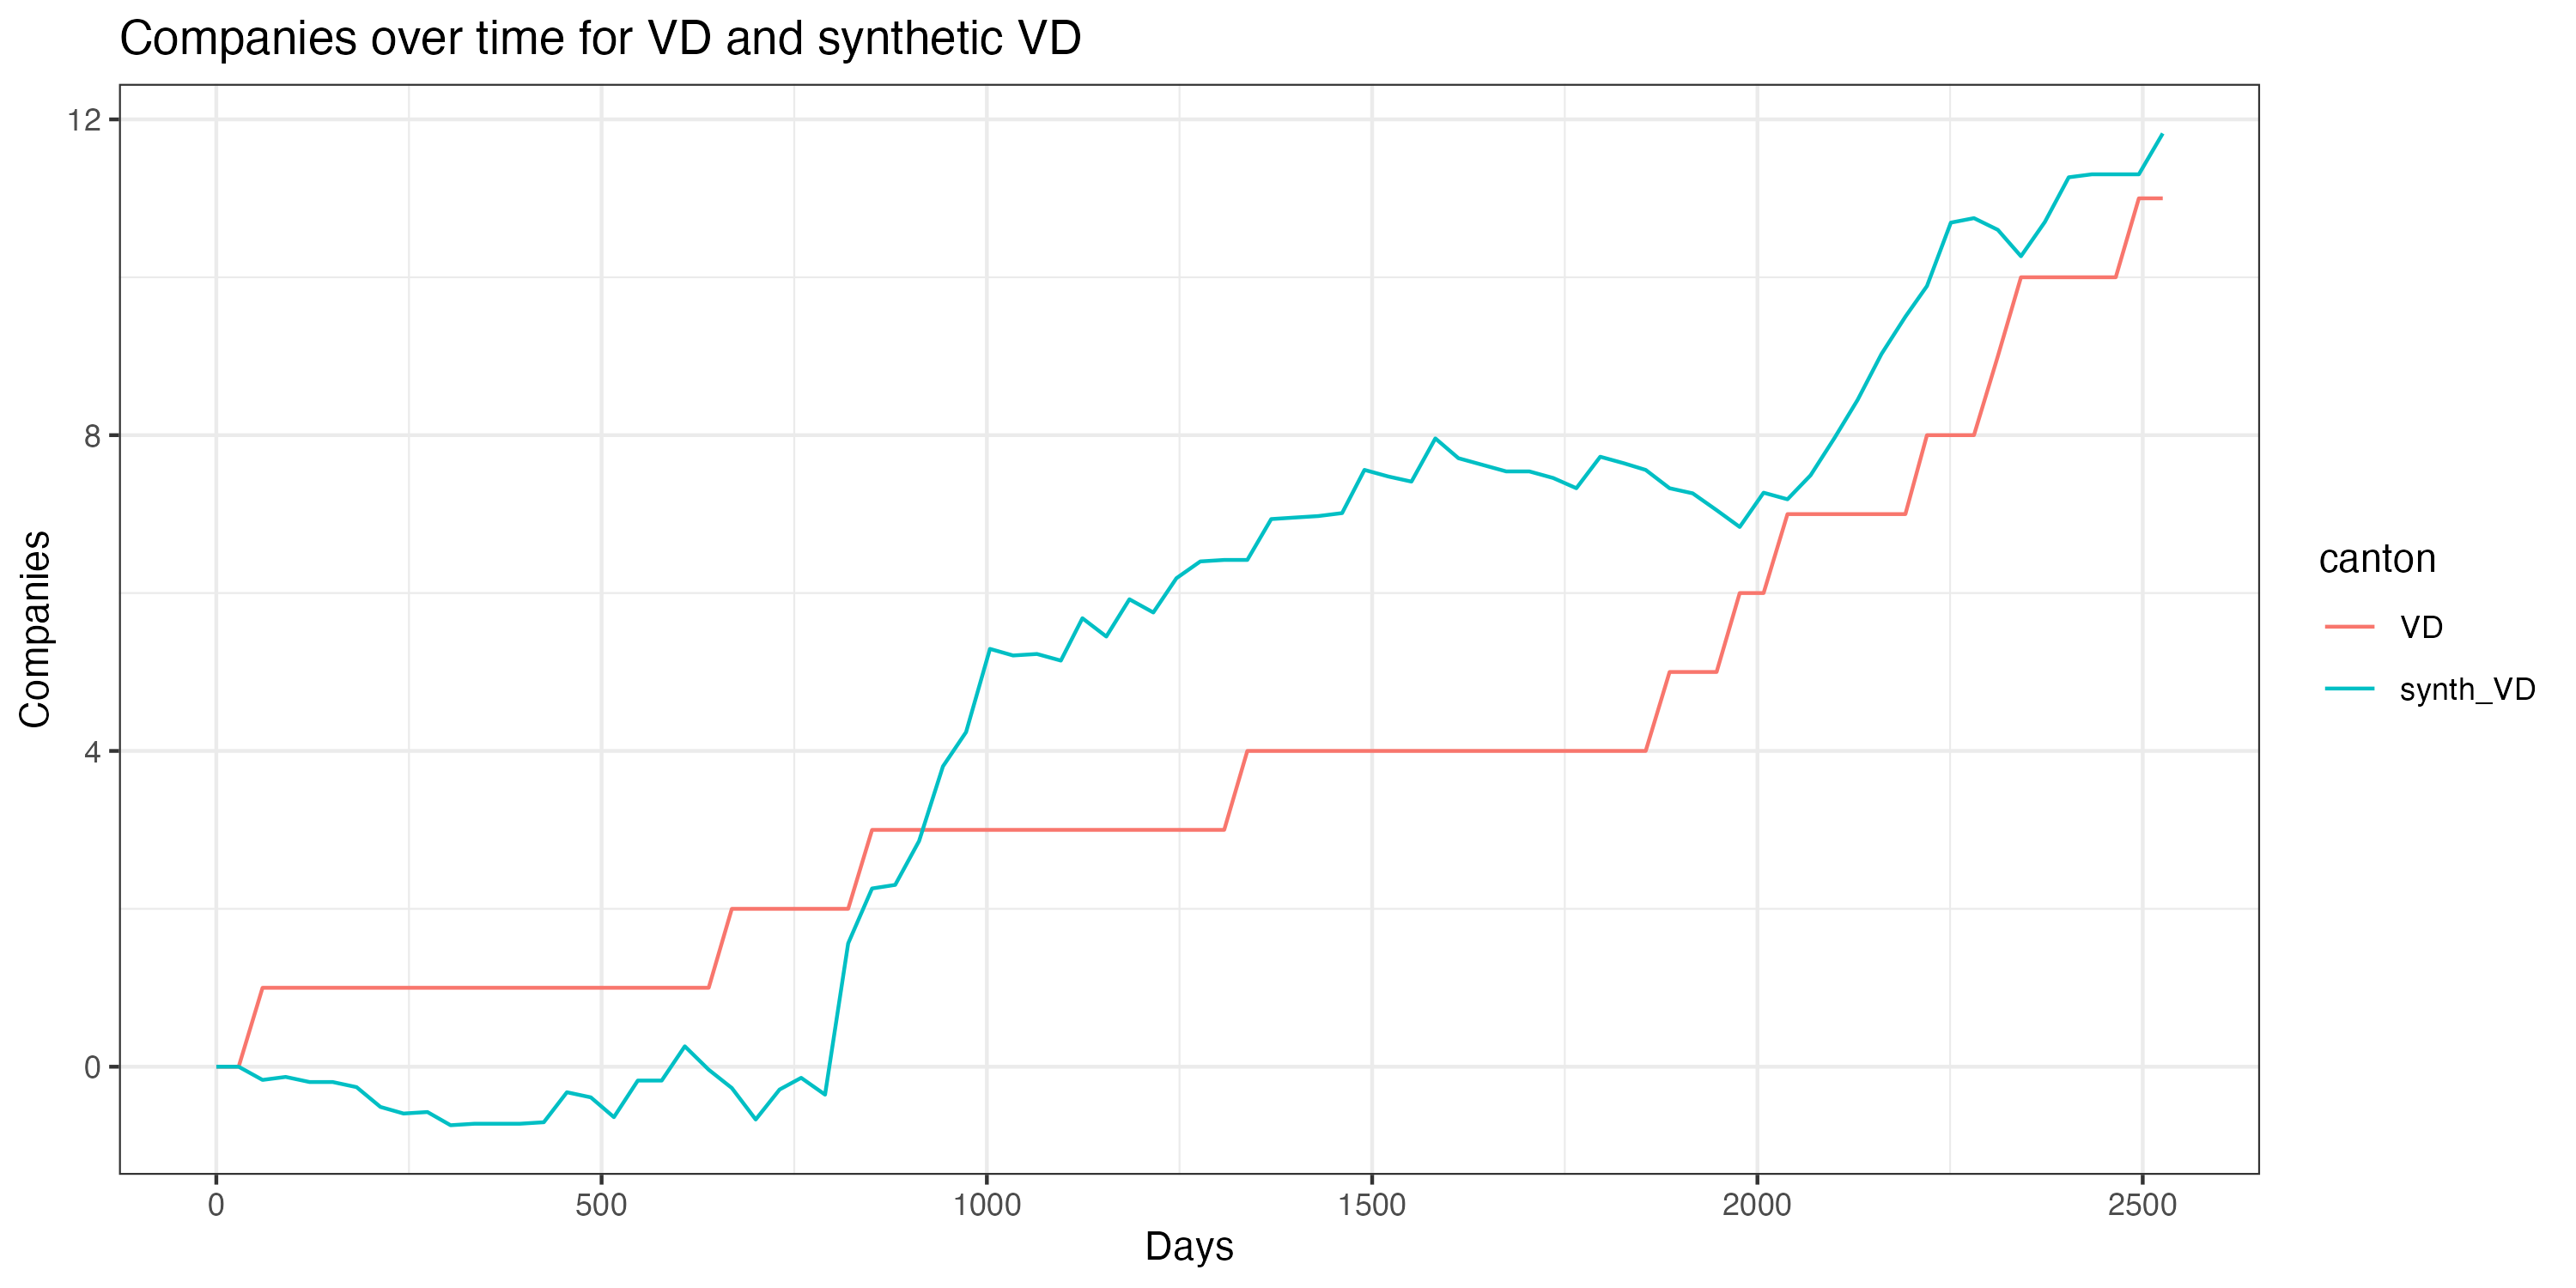 Companies over time for VD and synthetic VD
12
8
4
0
Companies
0 500 1000 1500 2000 2500
Days
canton
VD
synth_VD